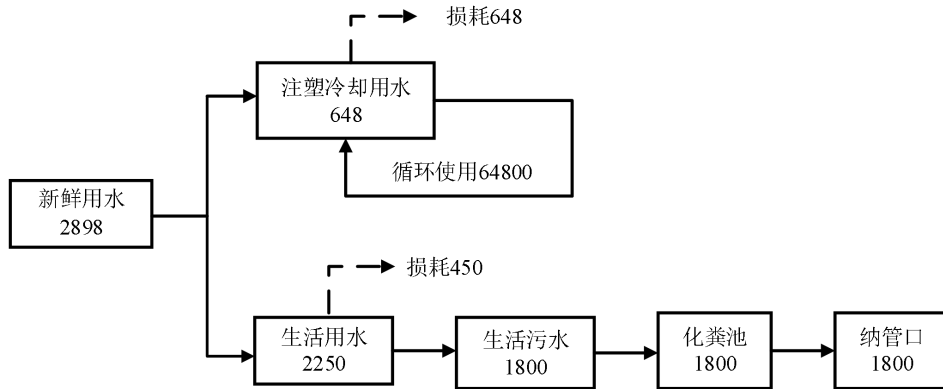 损耗648
注塑冷却用水
648
循环使用64800
新鲜用水
2898
损耗450
生活用水
2250
生活污水
1800
化粪池
1800
纳管口
1800